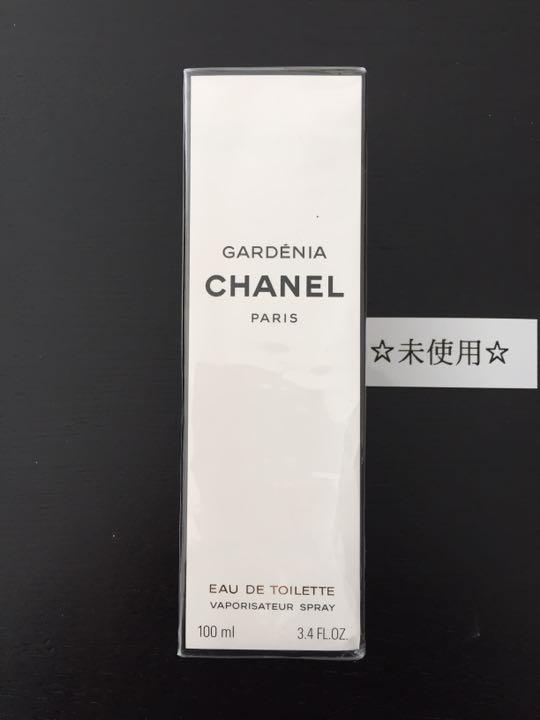 GARDÉNIA
CHANEL
PARIS
☆未使用☆
EAU DE TOILETTE
VAPORISATEUR SPRAY
100 ml 3.4 FL.OZ.